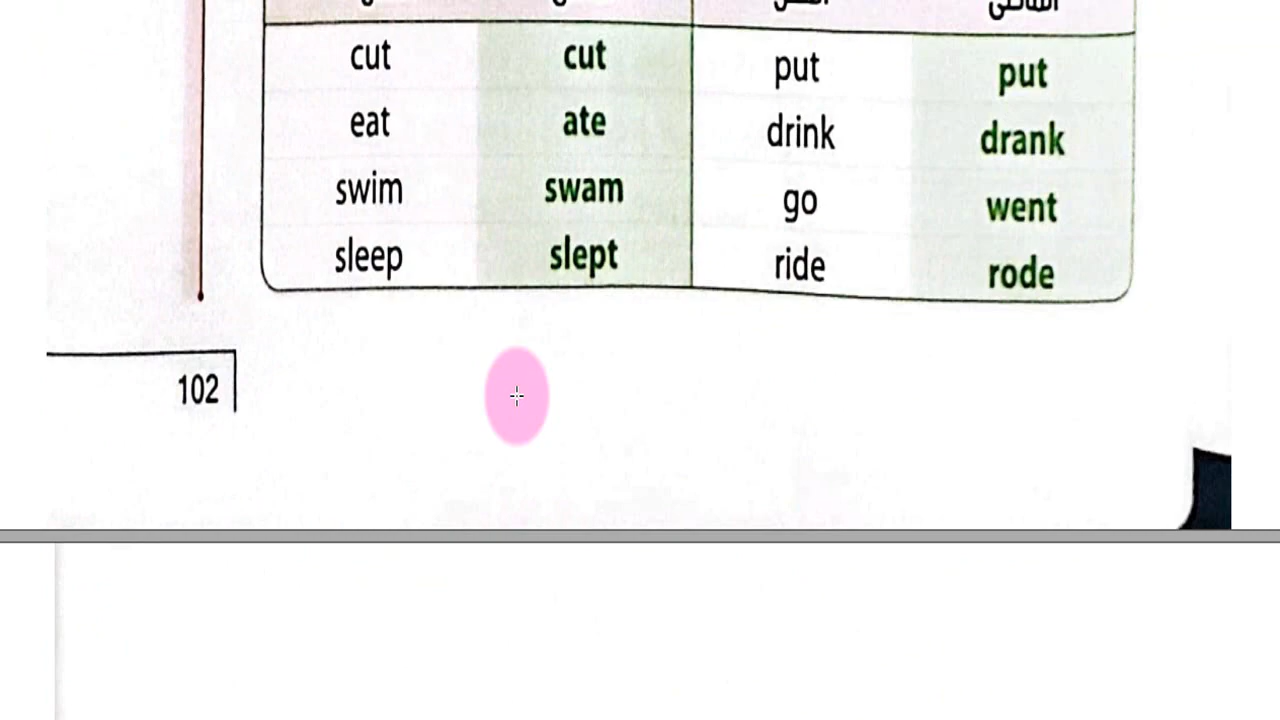 cut cut put put
eat ate drink drank
swim swam go went
sleep slept ride rode
102